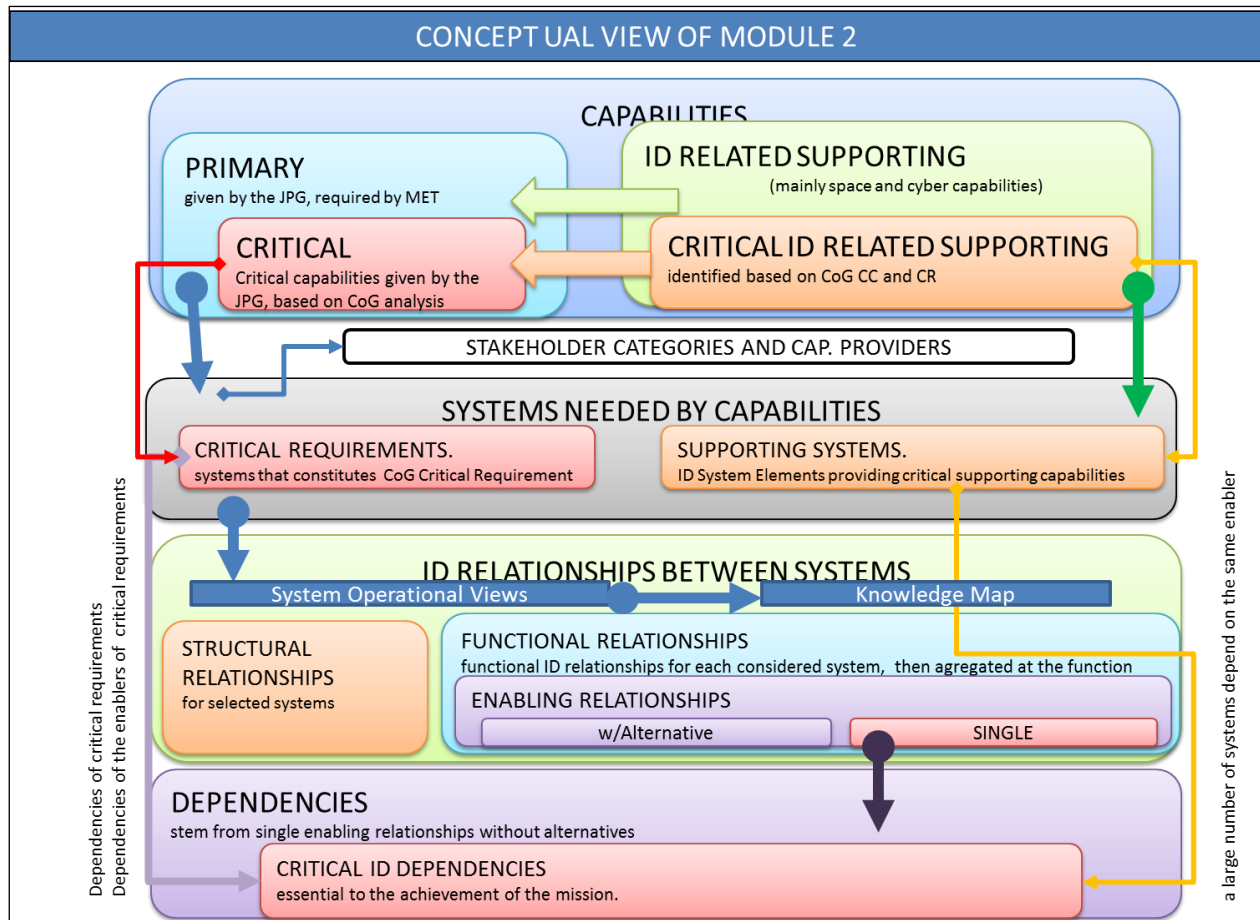 CONCEPT UAL VIEW OF MODULE 2
CAPABILITIES
PRIMARY
given by the JPG, required by MET
ID RELATED SUPPORTING
(mainly space and cyber capabilities)
CRITICAL
Critical capabilities given by the
JPG, based on CoG analysis
CRITICAL ID RELATED SUPPORTING
identified based on CoG CC and CR
STAKEHOLDER CATEGORIES AND CAP. PROVIDERS
SYSTEMS NEEDED BY CAPABILITIES
CRITICAL REQUIREMENTS.
systems that constitutes CoG Critical Requirement
SUPPORTING SYSTEMS.
ID System Elements providing critical supporting capabilities
ID RELATIONSHIPS BETWEEN SYSTEMS
System Operational Views
Knowledge Map
STRUCTURAL
RELATIONSHIPS
for selected systems
FUNCTIONAL RELATIONSHIPS
functional ID relationships for each considered system, then agregated at the function
ENABLING RELATIONSHIPS
w/Alternative
SINGLE
DEPENDENCIES
stem from single enabling relationships without alternatives
CRITICAL ID DEPENDENCIES
essential to the achievement of the mission.
Dependencies of critical requirements
Dependencies of the enablers of critical requirements
a large number of systems depend on the same enabler